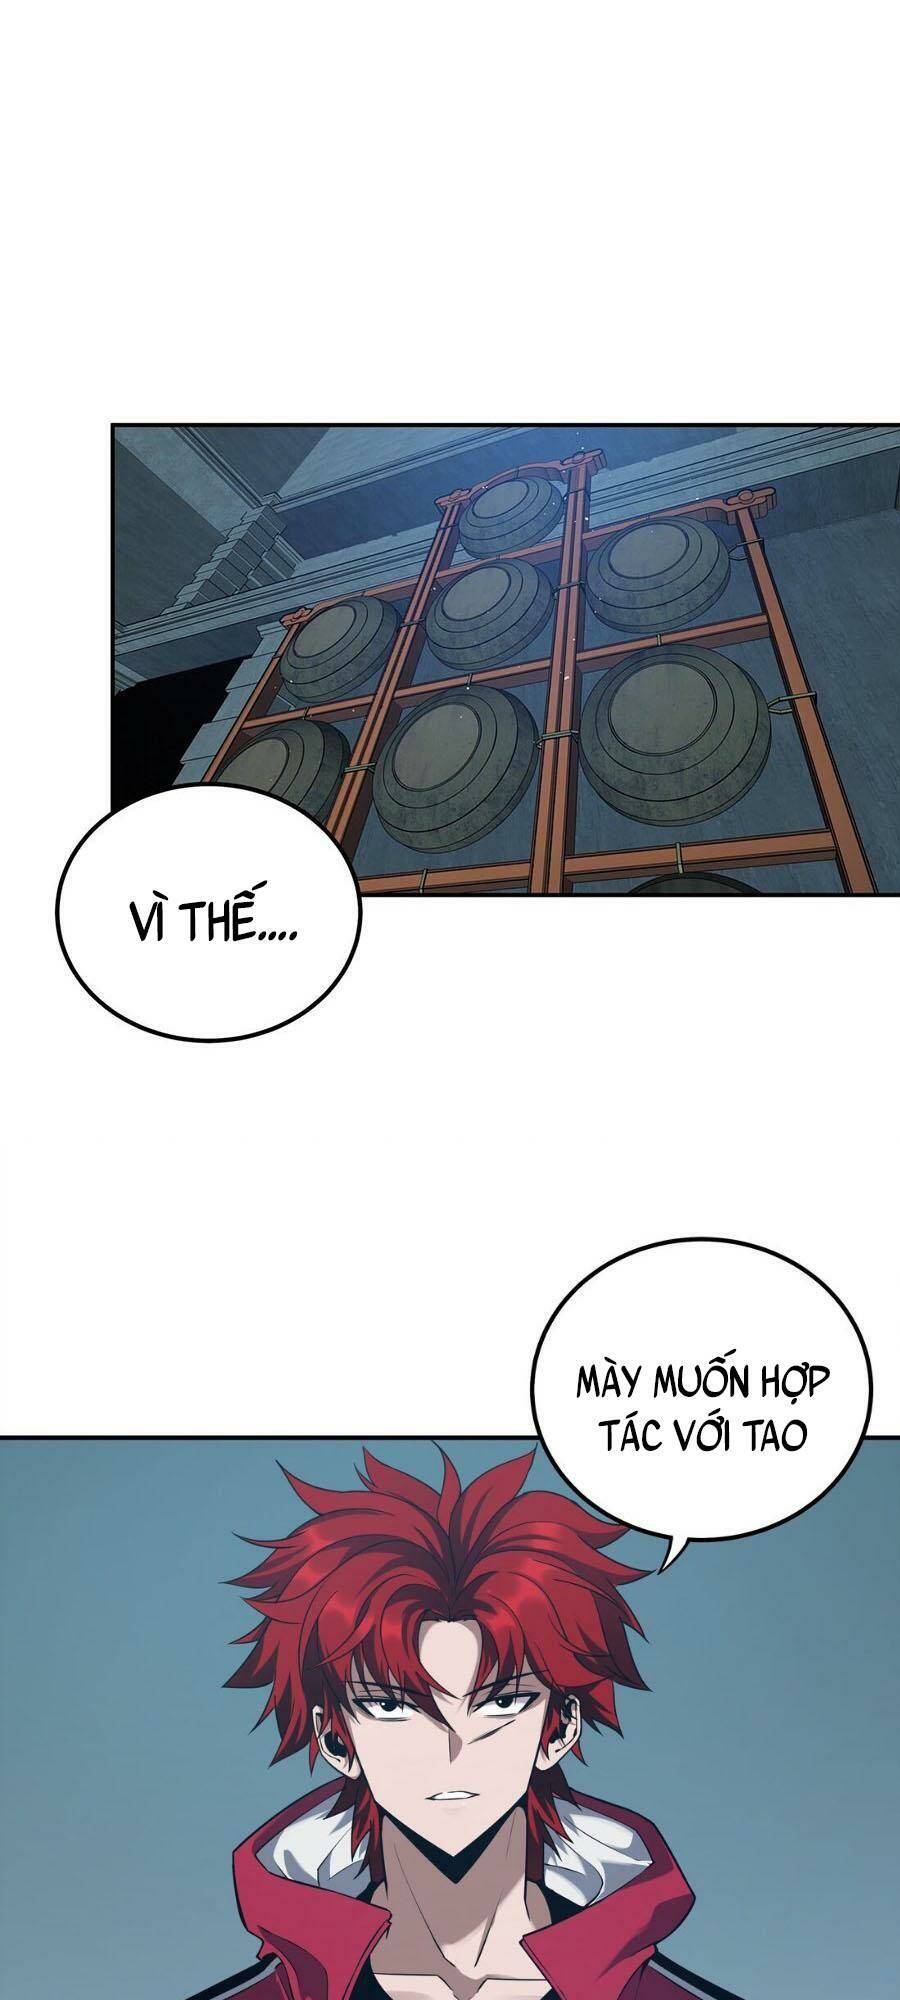 VÌ THẾ....
MÀY MUỐN HỢP
TÁC VỚI TAO